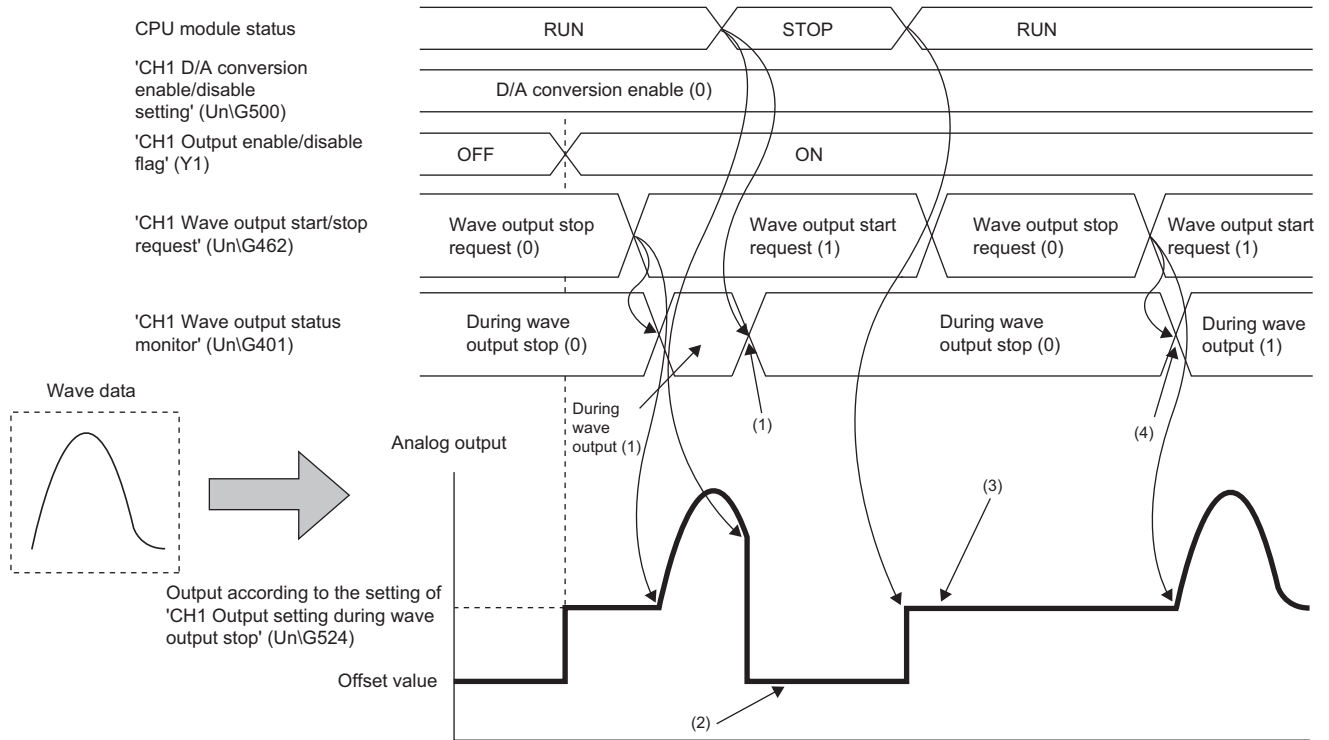 CPU module status
RUN
STOP
RUN
'CH1 D/A conversion
enable/disable
setting' (Un\G500)
D/A conversion enable (0)
'CH1 Output enable/disable
flag' (Y1)
OFF
ON
'CH1 Wave output start/stop
request' (Un\G462)
Wave output stop
request (0)
Wave output start
request (1)
Wave output stop
request (0)
Wave output start
request (1)
'CH1 Wave output status
monitor' (Un\G401)
During wave
output stop (0)
During wave
output stop (0)
During wave
output (1)
Wave data
During
wave
output (1)
(1)
(4)
Analog output
(3)
Output according to the setting of
'CH1 Output setting during wave
output stop' (Un\G524)
Offset value
(2)